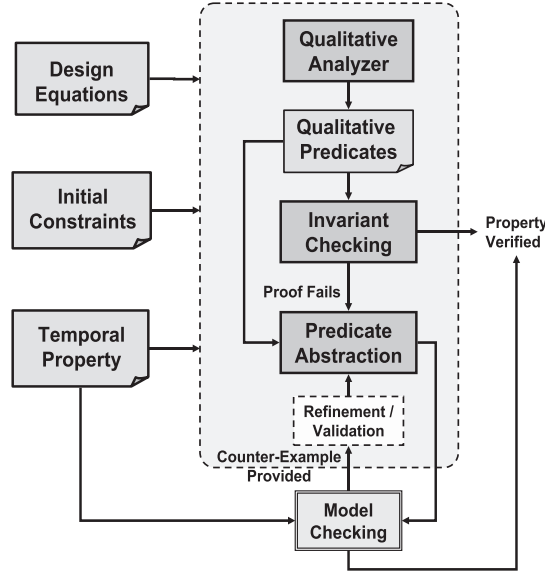 Qualitative
Analyzer
Design
Equations
Qualitative
Predicates
Initial
Constraints
Invariant
Checking
Property
Verified
Proof Fails
Temporal
Property
Predicate
Abstraction
Refinement /
Validation
Counter-Example
Provided
Model
Checking